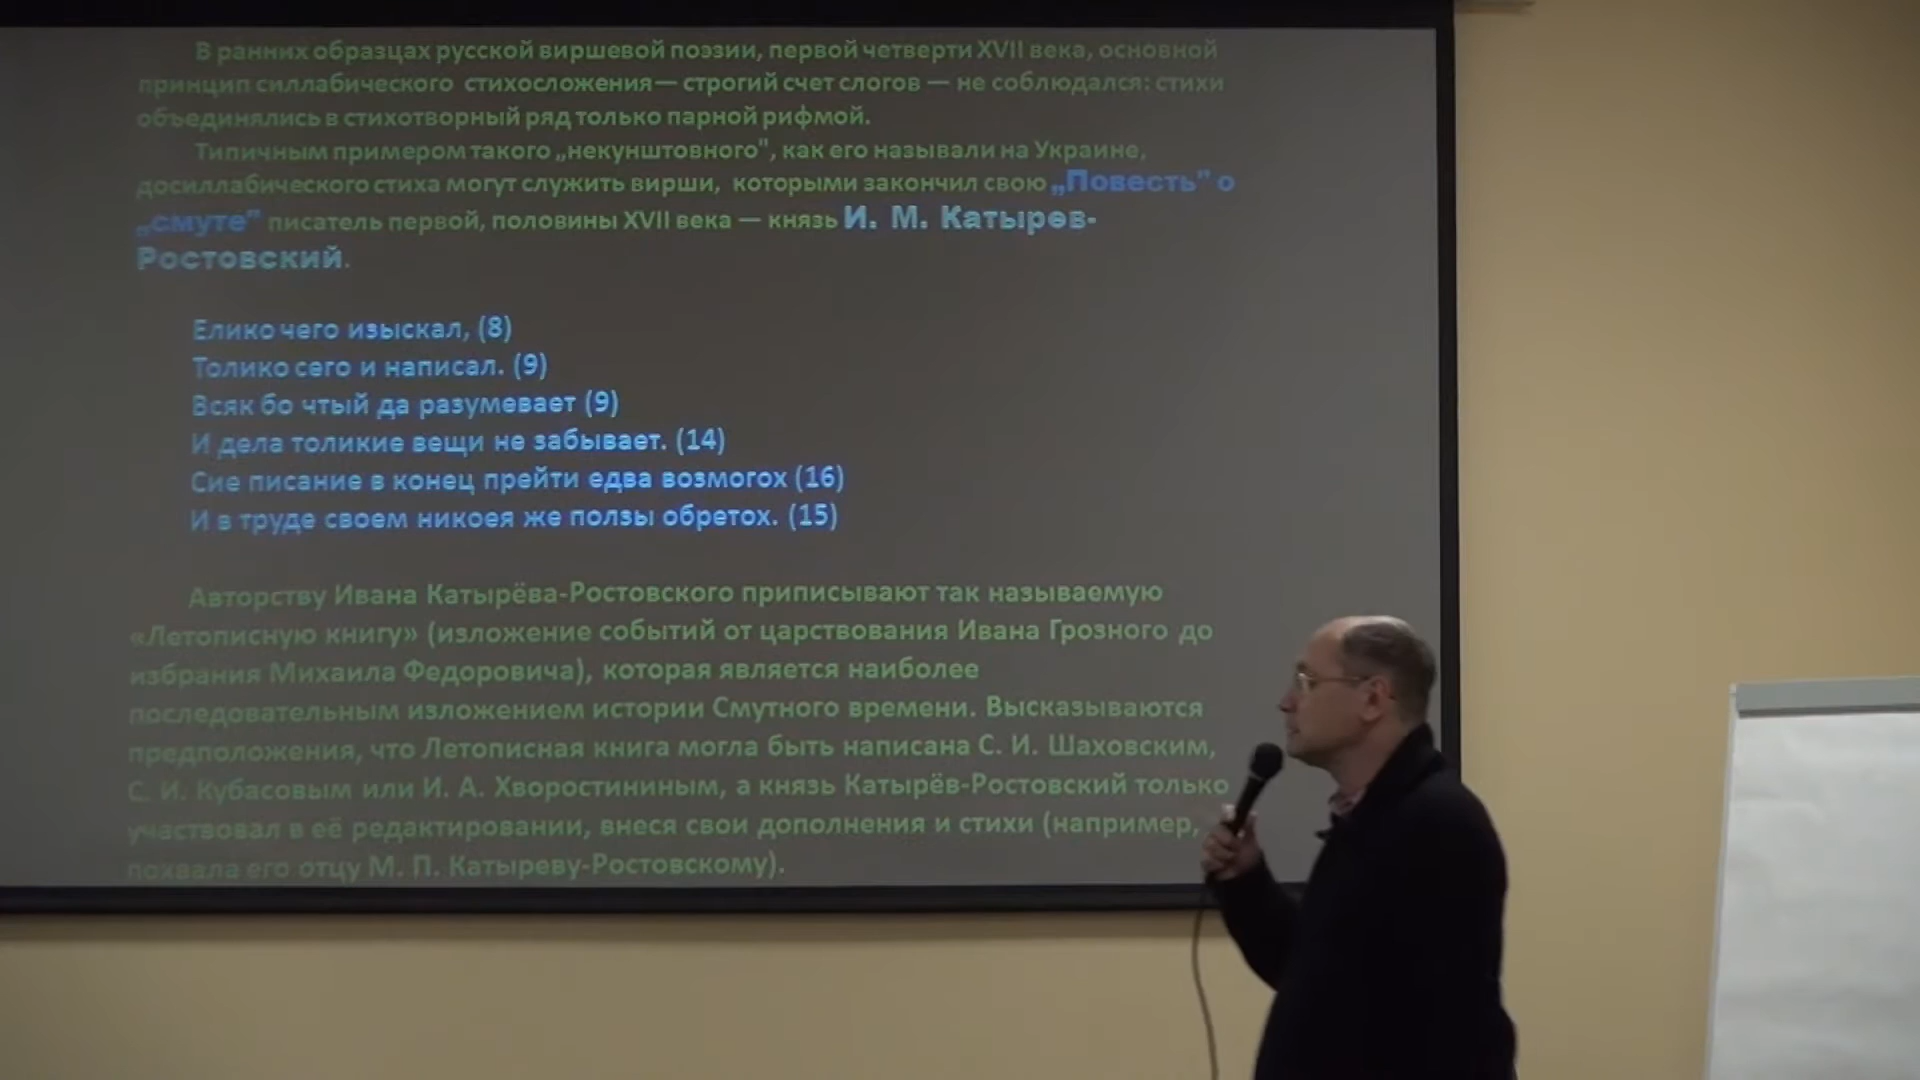 В ранних образцах русской виршевой поэзии, первой четверти XVII века, основной
принцип силлабического стихосложения— строгий счет слогов — не соблюдался: стихи
объединялись в стихотворный ряд только парной рифмой.
Типичным примером такого „некунштовного", как его называли на Украине,
досиллабического стиха могут служить вирши, которыми закончил свою „Повесть" о
„смуте" писатель первой, половины XVII века — князь И. М. Катырев-
Ростовский.
Елико чего изыскал, (8)
Толико сего и написал. (9)
Всяк бо чтый да разумевает (9)
И дела толикие вещи не забывает. (14)
Сие писание в конец прейти едва возмогох (16)
И в труде своем никоея же ползы обретох. (15)
Авторству Ивана Катырёва-Ростовского приписывают так называемую
«Летописную книгу» (изложение событий от царствования Ивана Грозного до
избрания Михаила Федоровича), которая является наиболее
последовательным изложением истории Смутного времени. Высказываются
предположения, что Летописная книга могла быть написана С. И. Шаховским,
С. И. Кубасовым или И. А. Хворостининым, а князь Катырёв-Ростовский только
участвовал в её редактировании, внеся свои дополнения и стихи (например,
похвала его отцу М. П. Катыреву-Ростовскому).